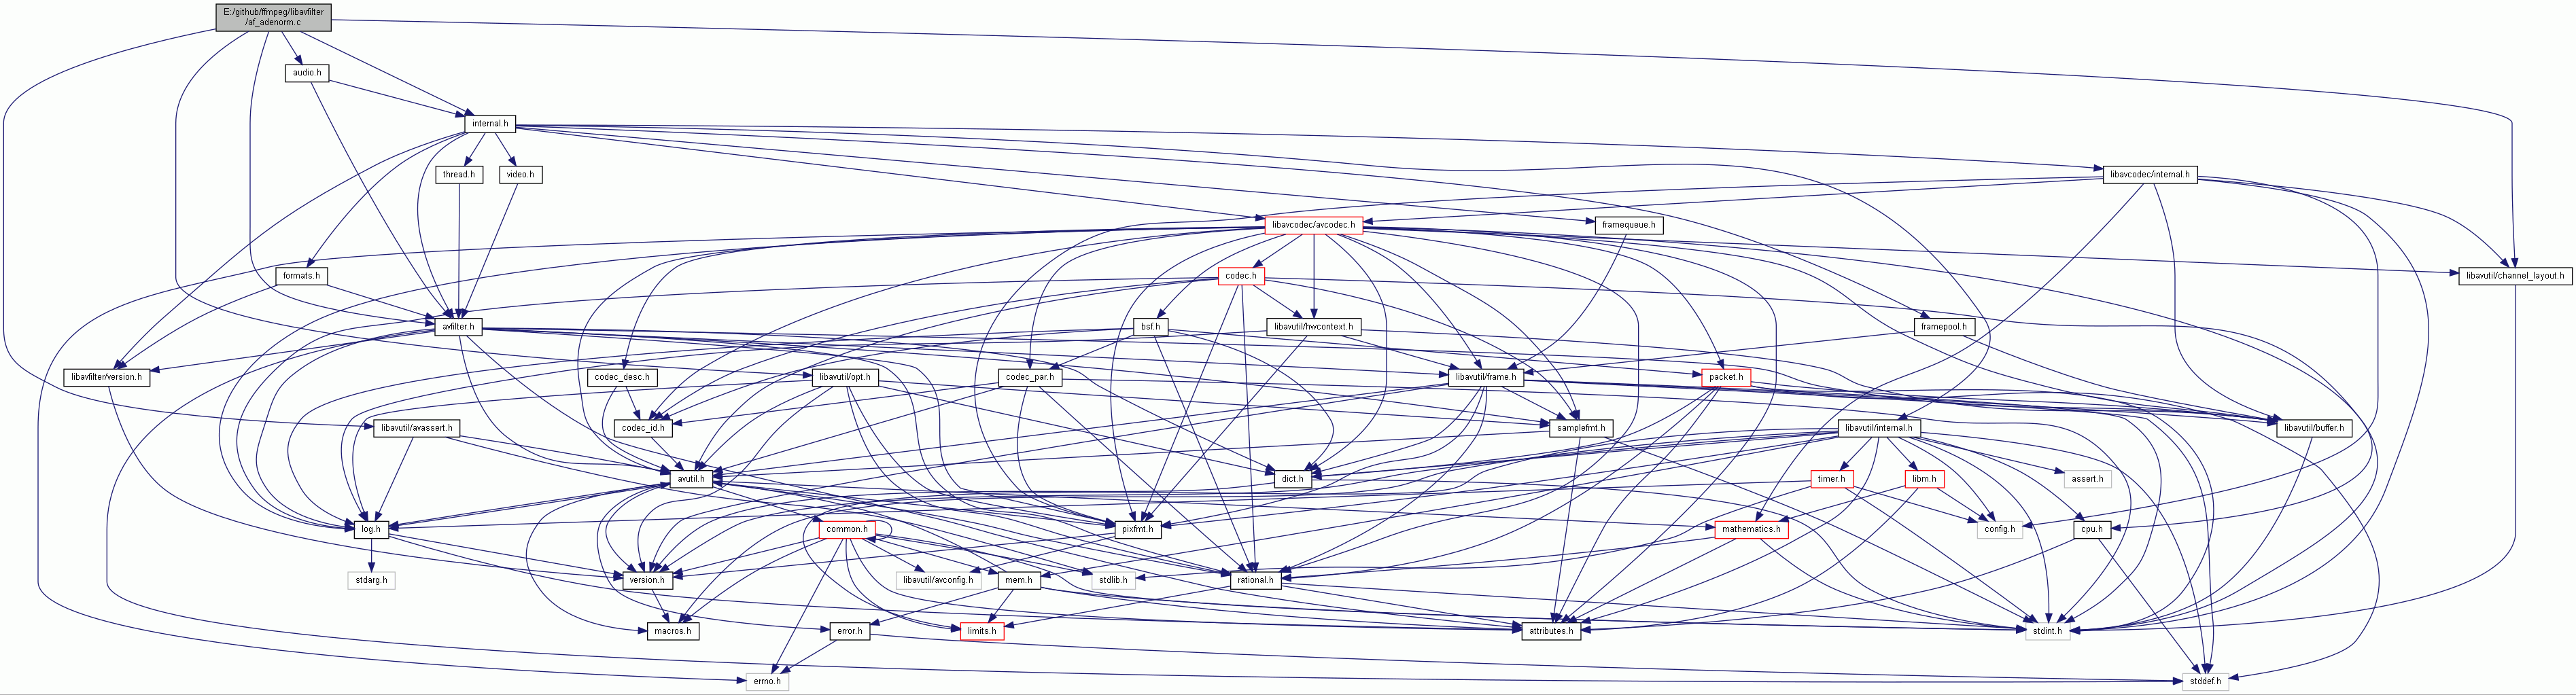 E:/github/ffmpeg/libavfilter
/af_adenorm.c
audio.h
internal.h
thread.h
video.h
libavcodec/internal.h
libavcodec/avcodec.h
framequeue.h
formats.h
codec.h
libavutil/channel_layout.h
avfilter.h
bsf.h
libavutil/hwcontext.h
framepool.h
libavfilter/version.h
codec_desc.h
libavutil/opt.h
codec_par.h
libavutil/frame.h
packet.h
libavutil/avassert.h
codec_id.h
samplefmt.h
libavutil/internal.h
libavutil/buffer.h
avutil.h
dict.h
timer.h
libm.h
assert.h
log.h
common.h
pixfmt.h
mathematics.h
config.h
cpu.h
stdarg.h
version.h
libavutil/avconfig.h
mem.h
stdlib.h
rational.h
macros.h
error.h
limits.h
attributes.h
stdint.h
errno.h
stddef.h